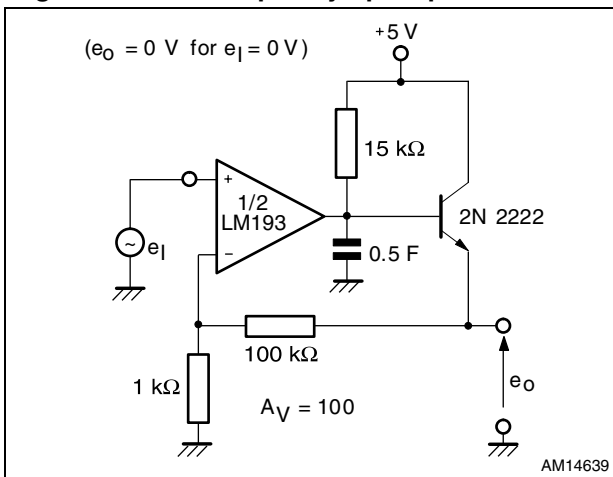 (eo = 0 V for eI = 0 V)
+5 V
15 kΩ
+
1/2
LM193
−
2N 2222
~
eI
0.5 F
100 kΩ
1 kΩ
AV = 100
eo
AM14639